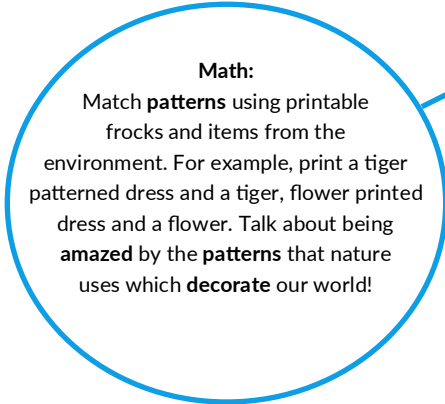 Math:
Match patterns using printable
frocks and items from the
environment. For example, print a tiger
patterned dress and a tiger, flower printed
dress and a flower. Talk about being
amazed by the patterns that nature
uses which decorate our world!